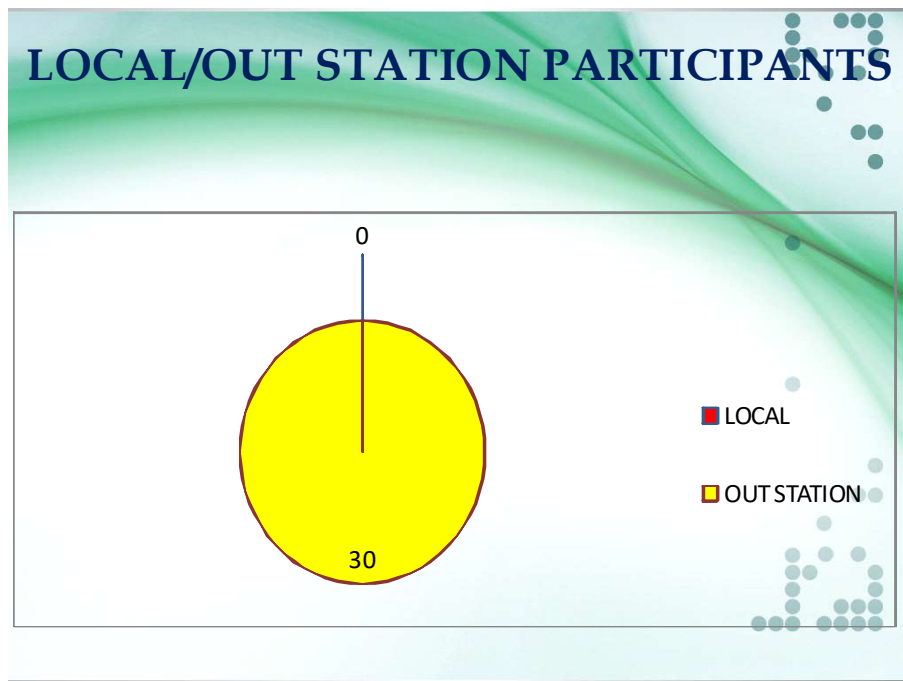 LOCAL/OUT STATION PARTICIPANTS
0
LOCAL
OUT STATION
30